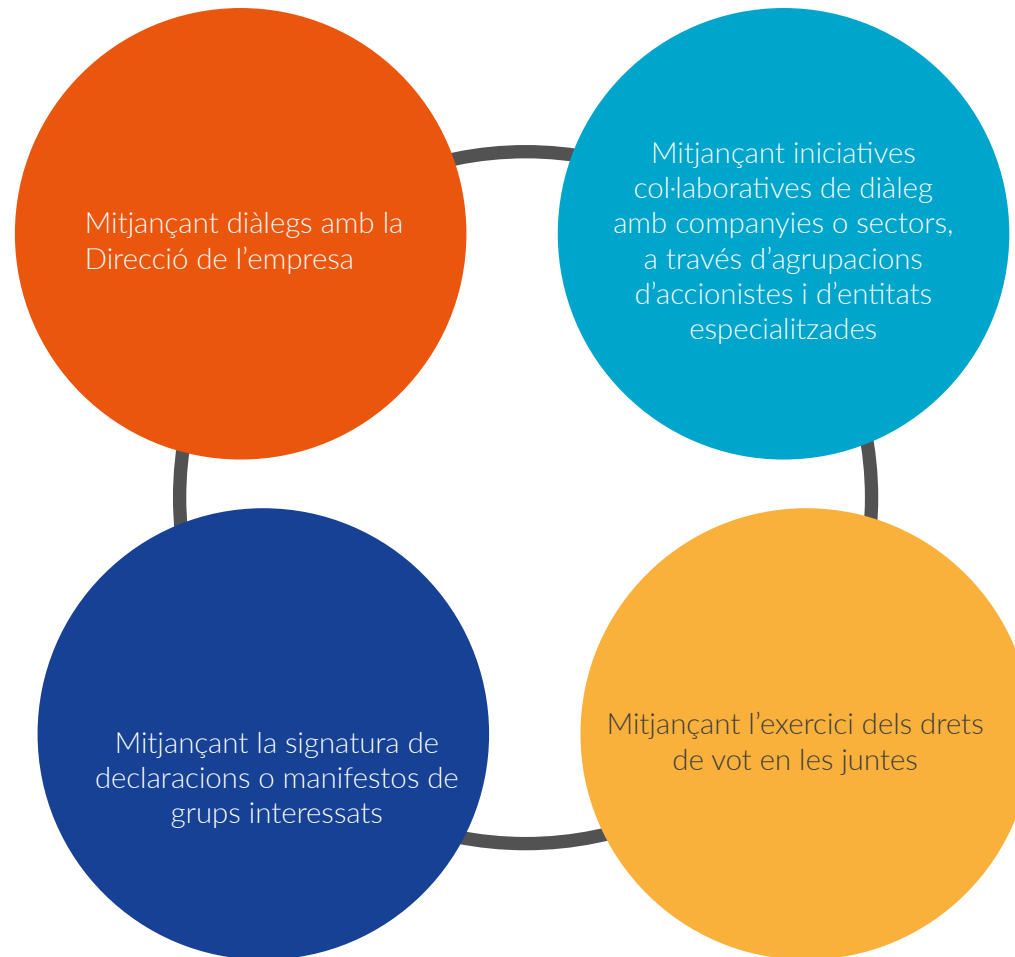 Mitjançant diàlegs amb la
Direcció de l’empresa
Mitjançant iniciatives
col·laboratives de diàleg
amb companyies o sectors,
a través d’agrupacions
d’accionistes i d’entitats
especialitzades
Mitjançant la signatura de
declaracions o manifestos de
grups interessats
Mitjançant l’exercici dels drets
de vot en les juntes